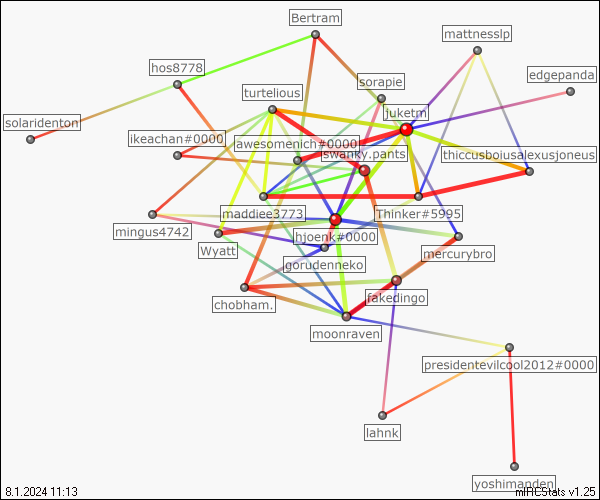 Bertram
mattnesslp
hos8778
edgepanda
sorapie
turtelious
juketm
solaridenton
ikeachan#0000
awesomenich#0000
swanky.pants
thiccusboiusalexusjoneus
maddiee3773
Thinker#5995
mingus4742
hjoenk#0000
Wyatt
mercurybro
gorudenneko
chobham.
fakedingo
moonraven
presidentevilcool2012#0000
lahnk
yoshimanden
8.1.2024 11:13
mIRCStats v1.25